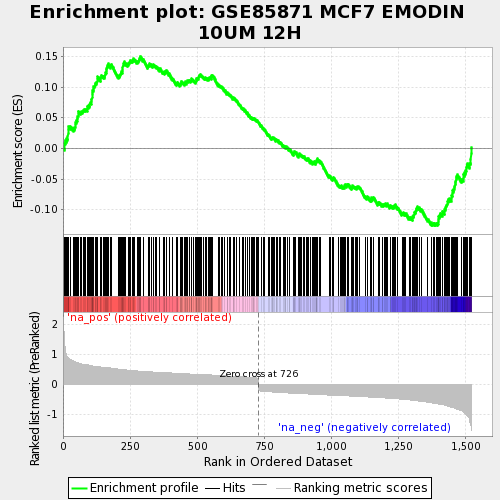 Enrichment plot: GSE85871 MCF7 EMODIN
10UM 12H
Enrichment score (ES)
0.15
0.10
0.05
0.00
-0.05
-0.10
Ranked list metric (PreRanked)
'na_pos' (positively correlated)
2
1
0
-1
Zero cross at 726
'na_neg' (negatively correlated)
0
250
500
750
1,000
1,250
1,500
Rank in Ordered Dataset
Enrichment profile
Hits
Ranking metric scores